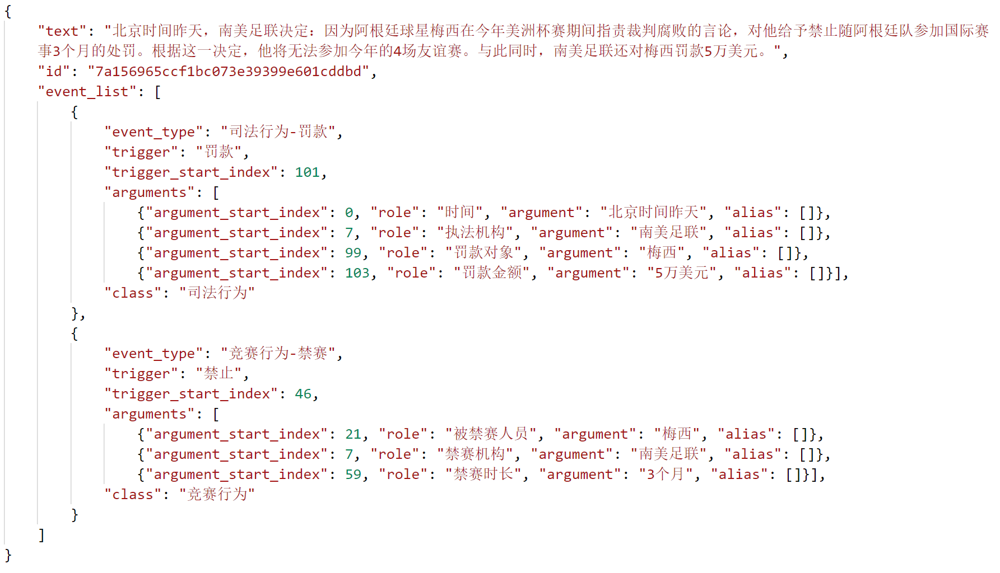 {
"text": "北京时间昨天，南美足联决定：因为阿根廷球星梅西在今年美洲杯赛期间指责裁判腐败的言论，对他给予禁止随阿根廷队参加国际赛
事3个月的处罚。根据这一决定，他将无法参加今年的4场友谊赛。与此同时，南美足联还对梅西罚款5万美元。",
"id": "7a156965ccf1bc073e39399e601cddbd",
"event_list": [
{
"event_type": "司法行为-罚款",
"trigger": "罚款",
"trigger_start_index": 101,
"arguments": [
{"argument_start_index": 0, "role": "时间", "argument": "北京时间昨天", "alias": []},
{"argument_start_index": 7, "role": "执法机构", "argument": "南美足联", "alias": []},
{"argument_start_index": 99, "role": "罚款对象", "argument": "梅西", "alias": []},
{"argument_start_index": 103, "role": "罚款金额", "argument": "5万美元", "alias": []}],
"class": "司法行为"
},
{
"event_type": "竞赛行为-禁赛",
"trigger": "禁止",
"trigger_start_index": 46,
"arguments": [
{"argument_start_index": 21, "role": "被禁赛人员", "argument": "梅西", "alias": []},
{"argument_start_index": 7, "role": "禁赛机构", "argument": "南美足联", "alias": []},
{"argument_start_index": 59, "role": "禁赛时长", "argument": "3个月", "alias": []}],
"class": "竞赛行为"
}
]
}